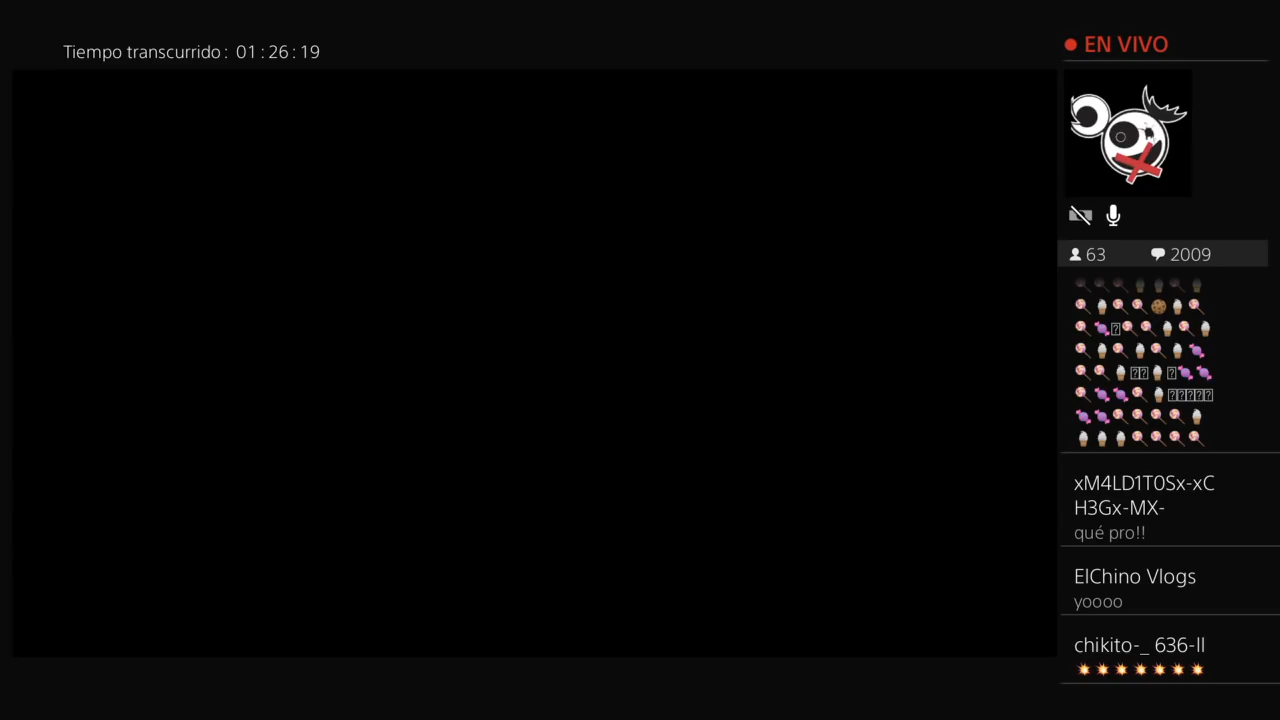 Tiempo transcurrido : 01 : 26 : 19
EN VIVO
63 2009
xM4LD1T0Sx-xC
H3Gx-MX-
qué pro!!
ElChino Vlogs
yoooo
chikito-_ 636-ll